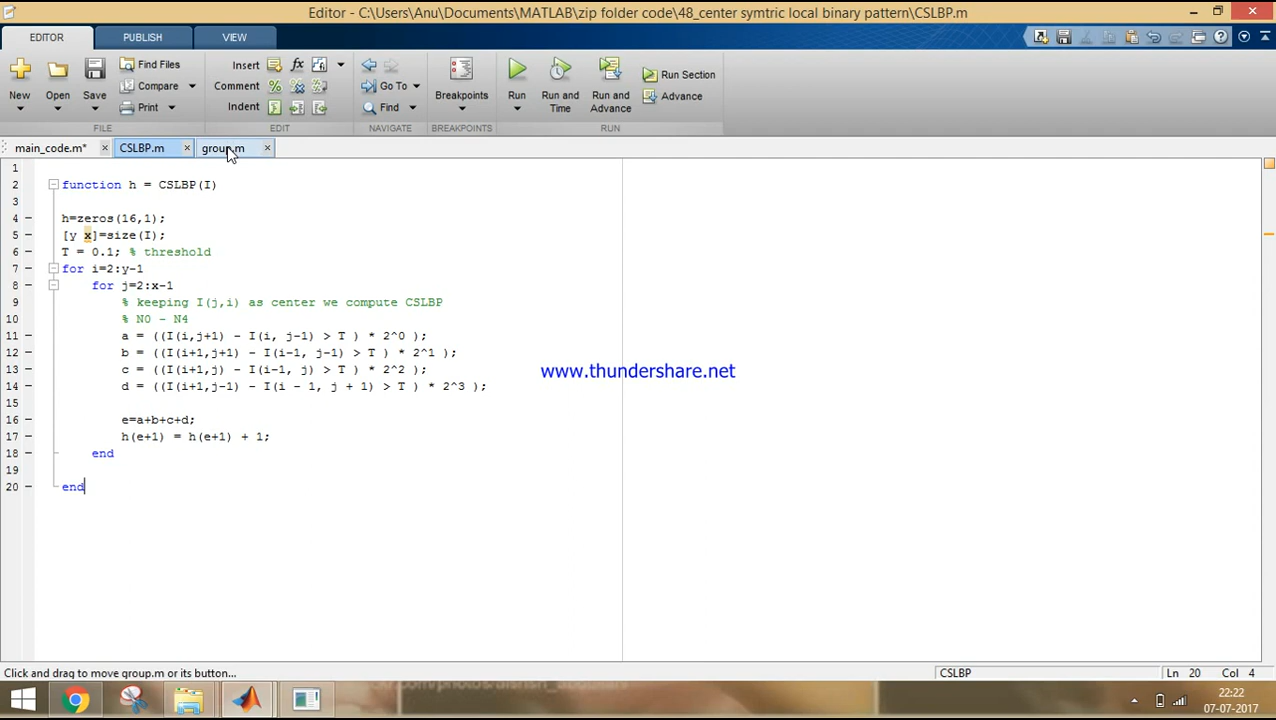 Editor - C:\Users\Anu\Documents\MATLAB\zip folder code\48_center symtric local binary pattern\CSLBP.m
EDITOR PUBLISH VIEW
New Open Save
Find Files
Compare
Print
Insert
Comment
Indent
Go To
Find
Breakpoints
Run Run and Time Run and Advance
Run Section
Advance
FILE EDIT NAVIGATE BREAKPOINTS RUN
main_code.m* CSLBP.m group.m
1
2 function h = CSLBP(I)
3
4 h=zeros(16,1);
5 [y x]=size(I);
6 T = 0.1; % threshold
7 for i=2:y-1
8 for j=2:x-1
9 % keeping I(j,i) as center we compute CSLBP
10 % N0 - N4
11 a = ((I(i,j+1) - I(i, j-1) > T ) * 2^0 );
12 b = ((I(i+1,j+1) - I(i-1, j-1) > T ) * 2^1 );
13 c = ((I(i+1,j) - I(i-1, j) > T ) * 2^2 );
14 d = ((I(i+1,j-1) - I(i - 1, j + 1) > T ) * 2^3 );
15
16 e=a+b+c+d;
17 h(e+1) = h(e+1) + 1;
18 end
19
20 end
www.thundershare.net
Click and drag to move group.m or its button...
CSLBP
Ln 20 Col 4
22:22
07-07-2017